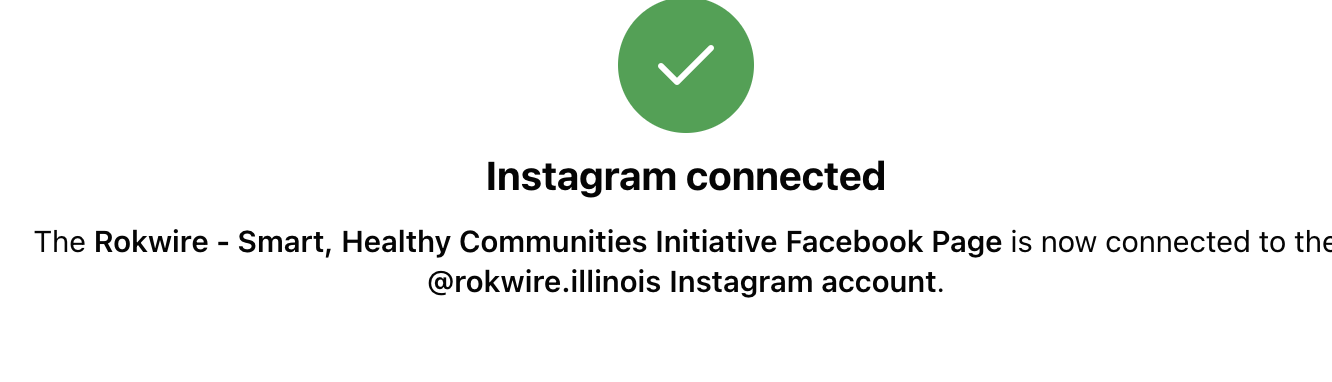 Instagram connected
The Rokwire - Smart, Healthy Communities Initiative Facebook Page is now connected to the
@rokwire.illinois Instagram account.